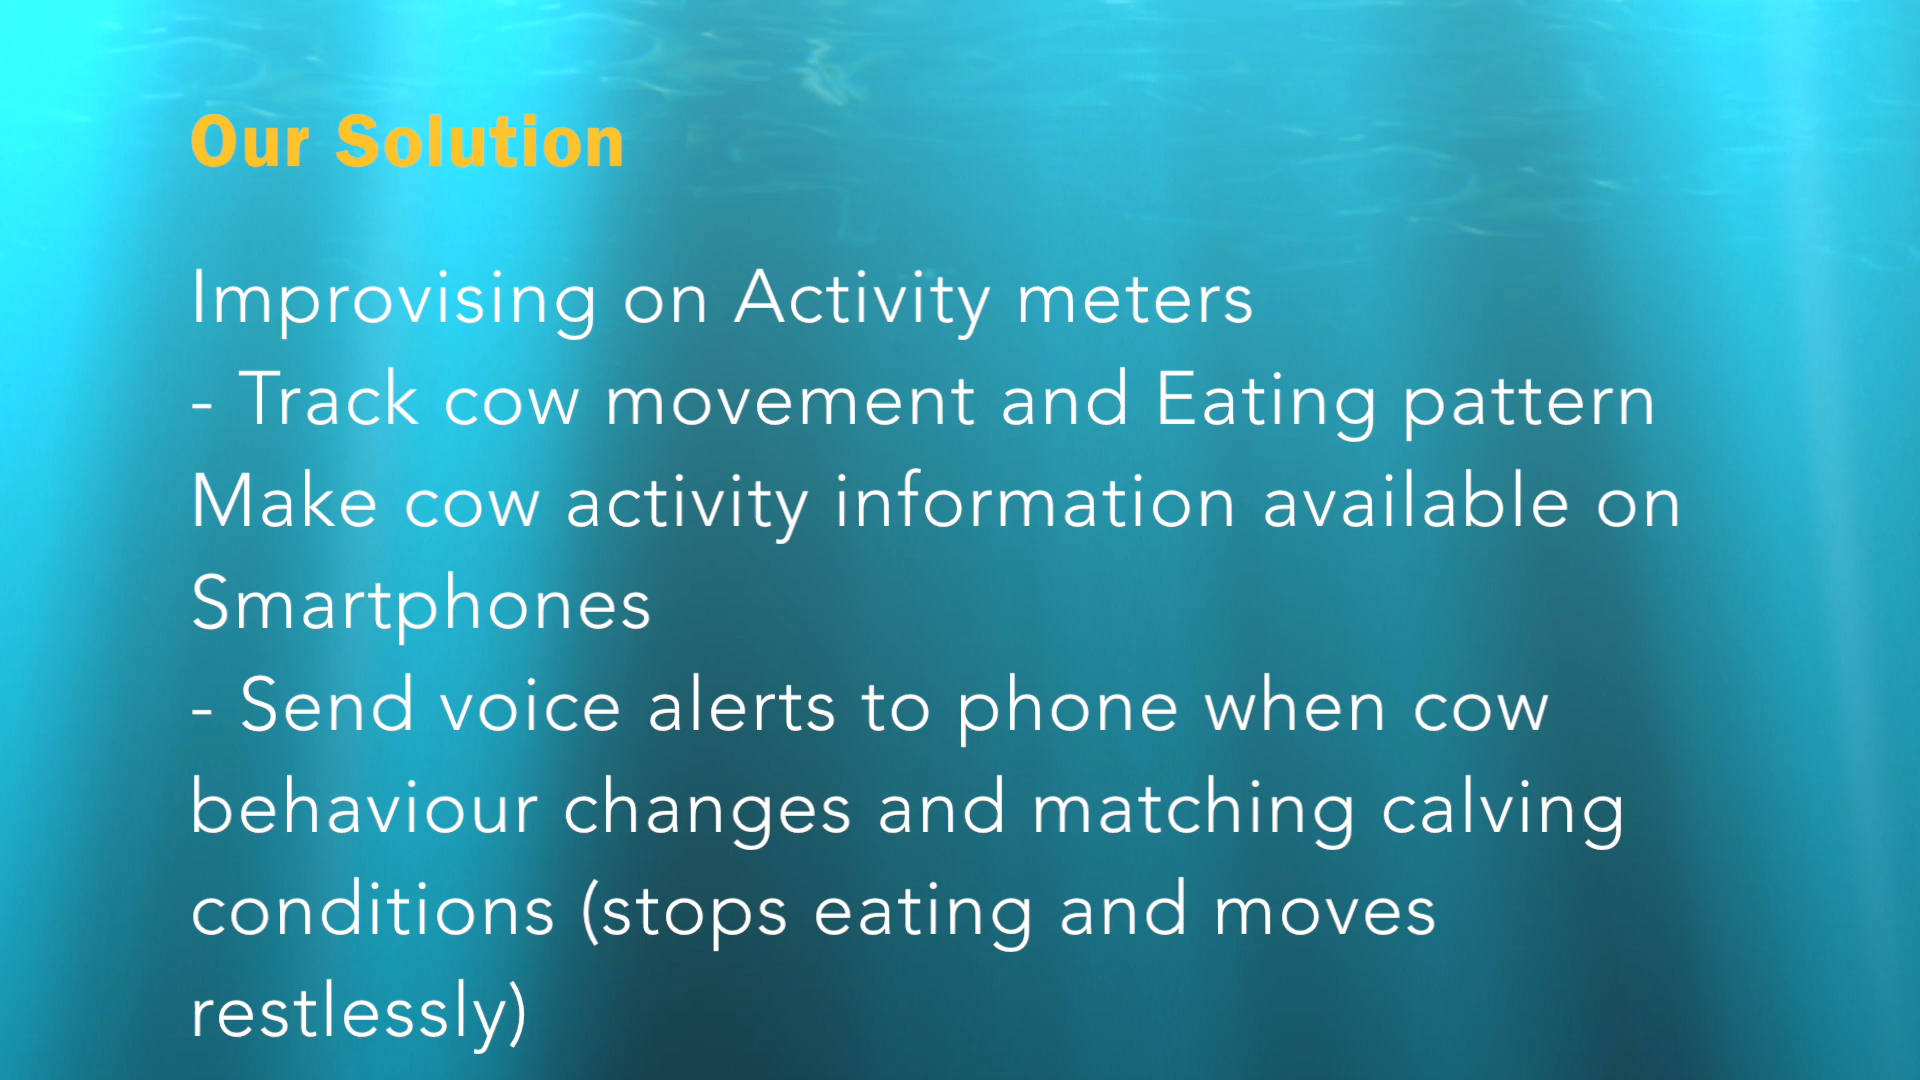 Our Solution
Improvising on Activity meters
- Track cow movement and Eating pattern
Make cow activity information available on
Smartphones
- Send voice alerts to phone when cow
behaviour changes and matching calving
conditions (stops eating and moves
restlessly)